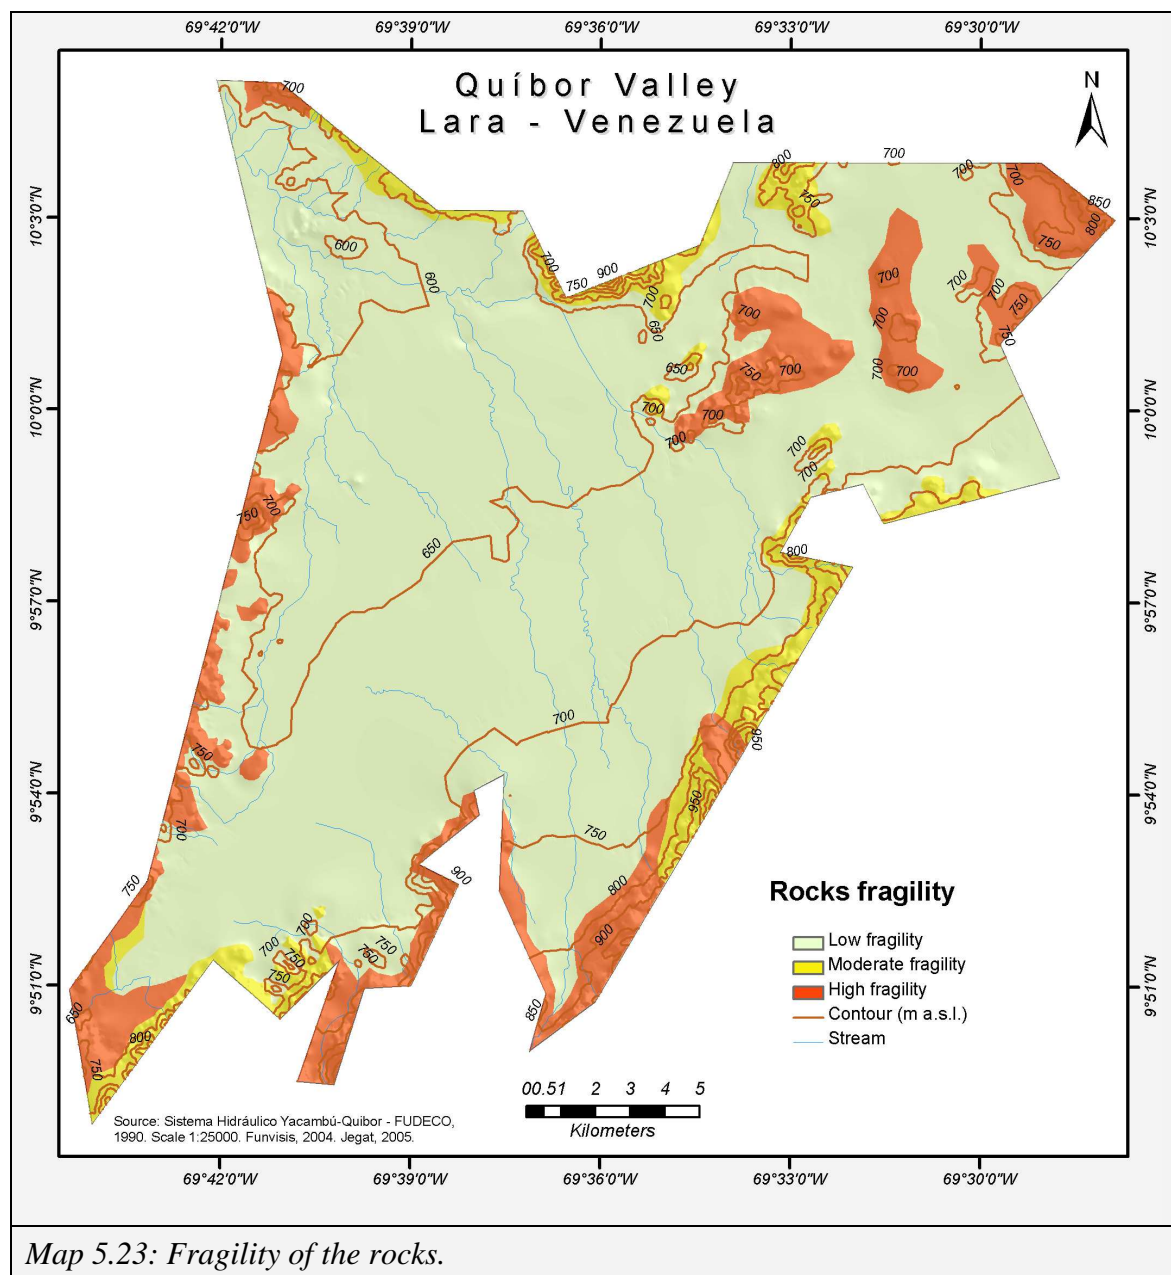 69°42'0"W 69°39'0"W 69°36'0"W 69°33'0"W 69°30'0"W
Quíbor Valley
Lara - Venezuela
N
700
800
700
700
700
850
800
750
750
10°3'0"N
10°3'0"N
600
600
700
750
900
700
650
700
700
700
750
750
700
700
750
700
700
700
650
700
700
700
10°0'0"N
10°0'0"N
700
700
700
750
650
800
9°57'0"N
9°57'0"N
700
950
750
9°54'0"N
9°54'0"N
950
700
750
750
900
800
Rocks fragility
Low fragility
Moderate fragility
High fragility
Contour (m a.s.l.)
Stream
700
700
750
750
750
750
900
9°51'0"N
9°51'0"N
650
850
800
750
00.51 2 3 4 5
Kilometers
Source: Sistema Hidráulico Yacambú-Quibor - FUDECO,
1990. Scale 1:25000. Funvisis, 2004. Jegat, 2005.
69°42'0"W 69°39'0"W 69°36'0"W 69°33'0"W 69°30'0"W
Map 5.23: Fragility of the rocks.